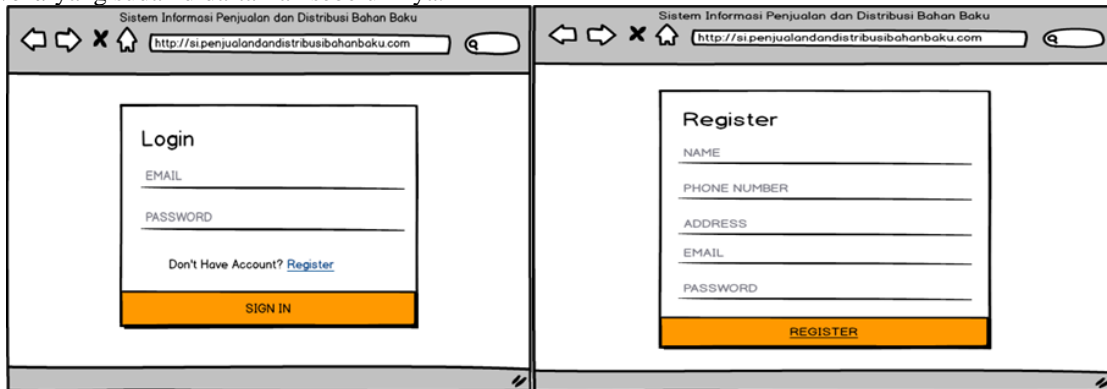 yang sudah
Sistem Informasi Penjualan dan Distribusi Bahan Baku
http://si.penjualandandistribusibahanbaku.com
Login
EMAIL
PASSWORD
Don't Have Account? Register
SIGN IN
Sistem Informasi Penjualan dan Distribusi Bahan Baku
http://si.penjualandandistribusibahanbaku.com
Register
NAME
PHONE NUMBER
ADDRESS
EMAIL
PASSWORD
REGISTER